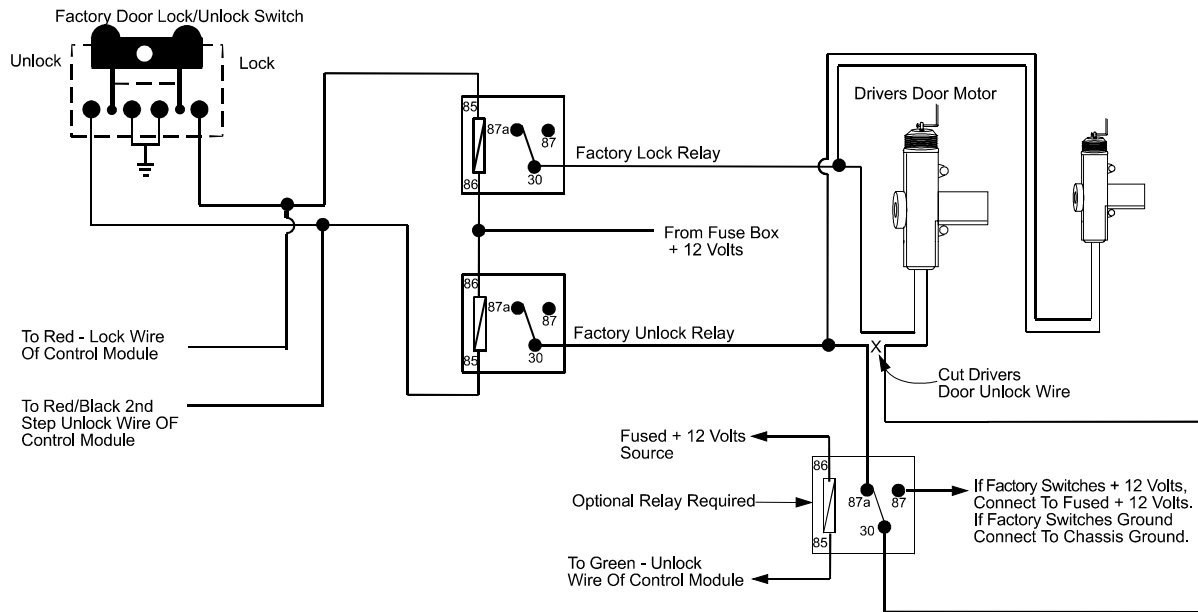 Factory Door Lock/Unlock Switch
Unlock
Lock
85
87a
87
30
86
Factory Lock Relay
Drivers Door Motor
From Fuse Box
+ 12 Volts
86
87a
87
30
85
Factory Unlock Relay
To Red - Lock Wire
Of Control Module
To Red/Black 2nd
Step Unlock Wire OF
Control Module
X
Cut Drivers
Door Unlock Wire
Fused + 12 Volts
Source
Optional Relay Required
86
87a
87
30
85
If Factory Switches + 12 Volts,
Connect To Fused + 12 Volts.
If Factory Switches Ground
Connect To Chassis Ground.
To Green - Unlock
Wire Of Control Module